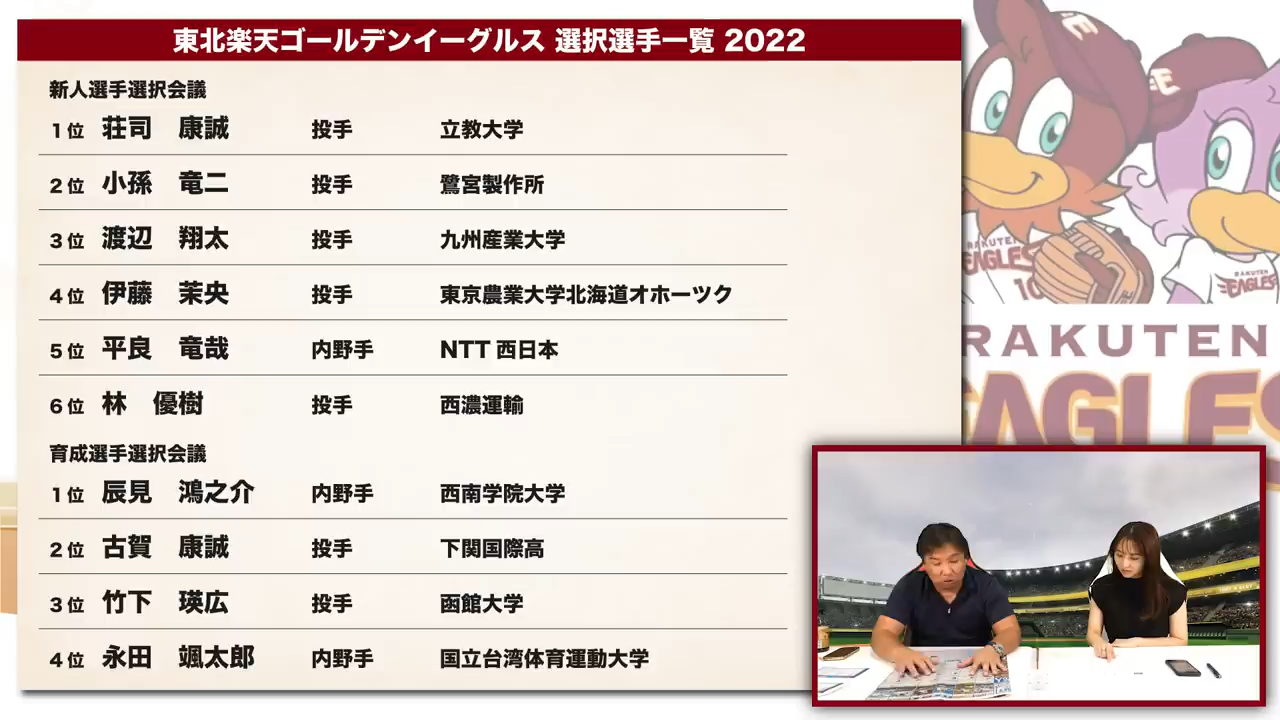 東北楽天ゴールデンイーグルス 選択選手一覧 2022
新人選手選択会議
1位 荘司 康誠 投手 立教大学
2位 小孫 竜二 投手 鷺宮製作所
3位 渡辺 翔太 投手 九州産業大学
4位 伊藤 茉央 投手 東京農業大学北海道オホーツク
5位 平良 竜哉 内野手 NTT 西日本
6位 林 優樹 投手 西濃運輸
育成選手選択会議
1位 辰見 鴻之介 内野手 西南学院大学
2位 古賀 康誠 投手 下関国際高
3位 竹下 瑛広 投手 函館大学
4位 永田 颯太郎 内野手 国立台湾体育運動大学
E
E
RAKUTEN
EAGLES
10
RAKUTEN
EAGLES
RAKUTEN
EAGLES